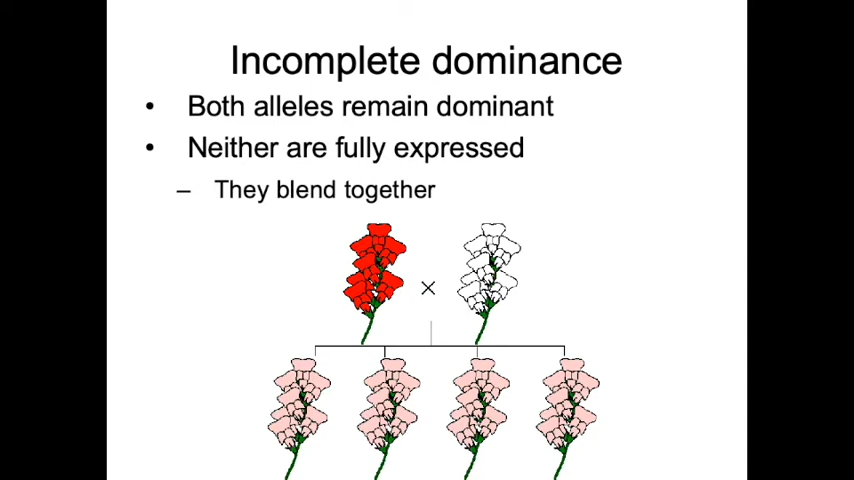 Incomplete dominance
• Both alleles remain dominant
• Neither are fully expressed
– They blend together
×